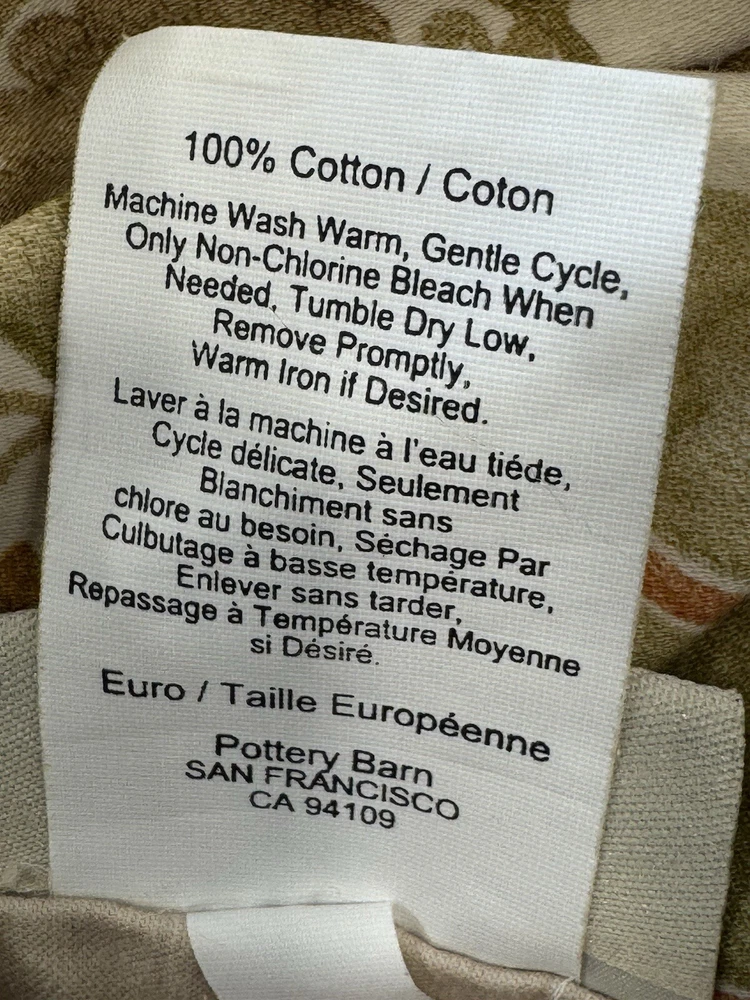 100% Cotton / Coton
Machine Wash Warm, Gentle Cycle,
Only Non-Chlorine Bleach When
Needed, Tumble Dry Low,
Remove Promptly,
Warm Iron if Desired.
Laver à la machine à l'eau tiéde,
Cycle délicate, Seulement
Blanchiment sans
chlore au besoin, Séchage Par
Culbutage à basse température,
Enlever sans tarder,
Repassage à Température Moyenne
si Désiré.
Euro / Taille Européenne
Pottery Barn
SAN FRANCISCO
CA 94109